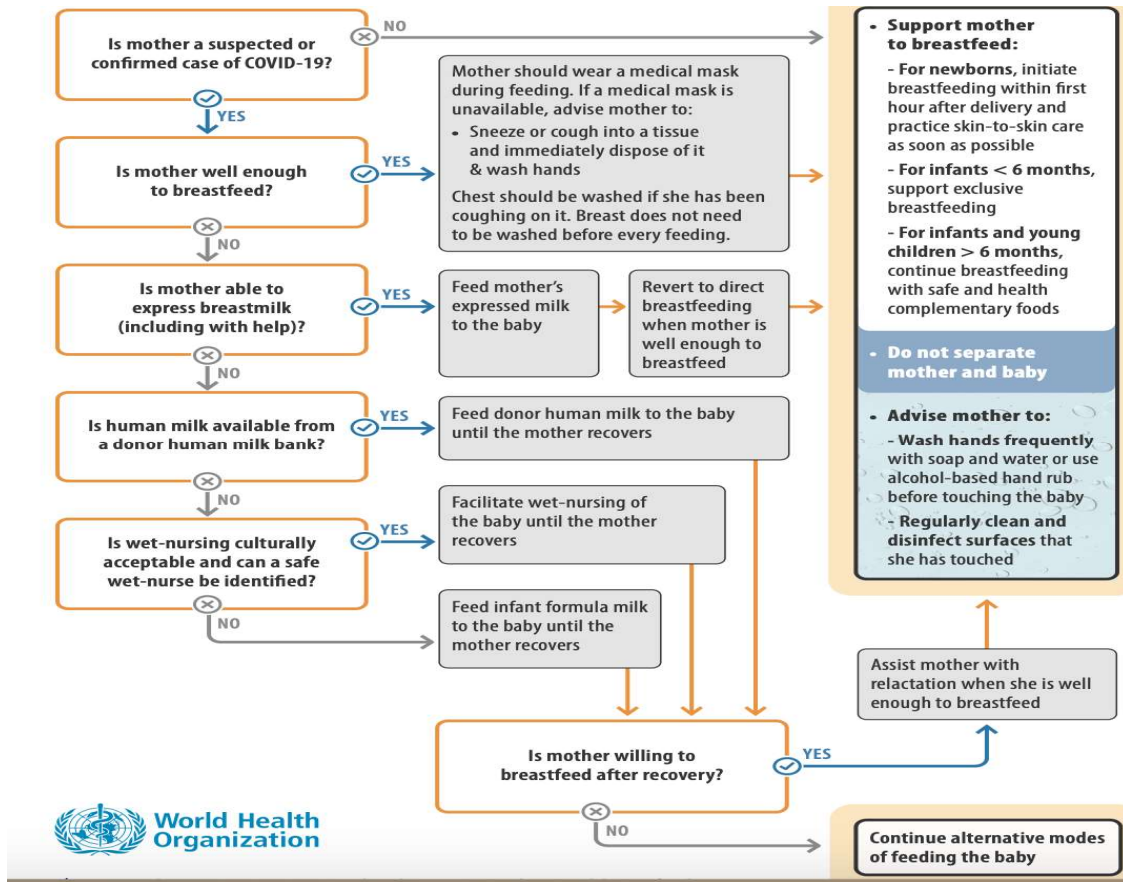 Is mother a suspected or
confirmed case of COVID-19?
NO
YES
Is mother well enough
to breastfeed?
YES
NO
Mother should wear a medical mask
during feeding. If a medical mask is
unavailable, advise mother to:
• Sneeze or cough into a tissue
and immediately dispose of it
& wash hands
Chest should be washed if she has been
coughing on it. Breast does not need
to be washed before every feeding.
Is mother able to
express breastmilk
(including with help)?
YES
NO
Feed mother's
expressed milk
to the baby
Revert to direct
breastfeeding
when mother is
well enough to
breastfeed
Is human milk available from
a donor human milk bank?
YES
NO
Feed donor human milk to the baby
until the mother recovers
Is wet-nursing culturally
acceptable and can a safe
wet-nurse be identified?
YES
NO
Facilitate wet-nursing of
the baby until the mother
recovers
Feed infant formula milk
to the baby until the
mother recovers
Is mother willing to
breastfeed after recovery?
YES
NO
Assist mother with
relactation when she is well
enough to breastfeed
• Support mother
to breastfeed:
- For newborns, initiate
breastfeeding within first
hour after delivery and
practice skin-to-skin care
as soon as possible
- For infants < 6 months,
support exclusive
breastfeeding
- For infants and young
children > 6 months,
continue breastfeeding
with safe and health
complementary foods
• Do not separate
mother and baby
• Advise mother to:
- Wash hands frequently
with soap and water or use
alcohol-based hand rub
before touching the baby
- Regularly clean and
disinfect surfaces that
she has touched
Continue alternative modes
of feeding the baby
World Health
Organization